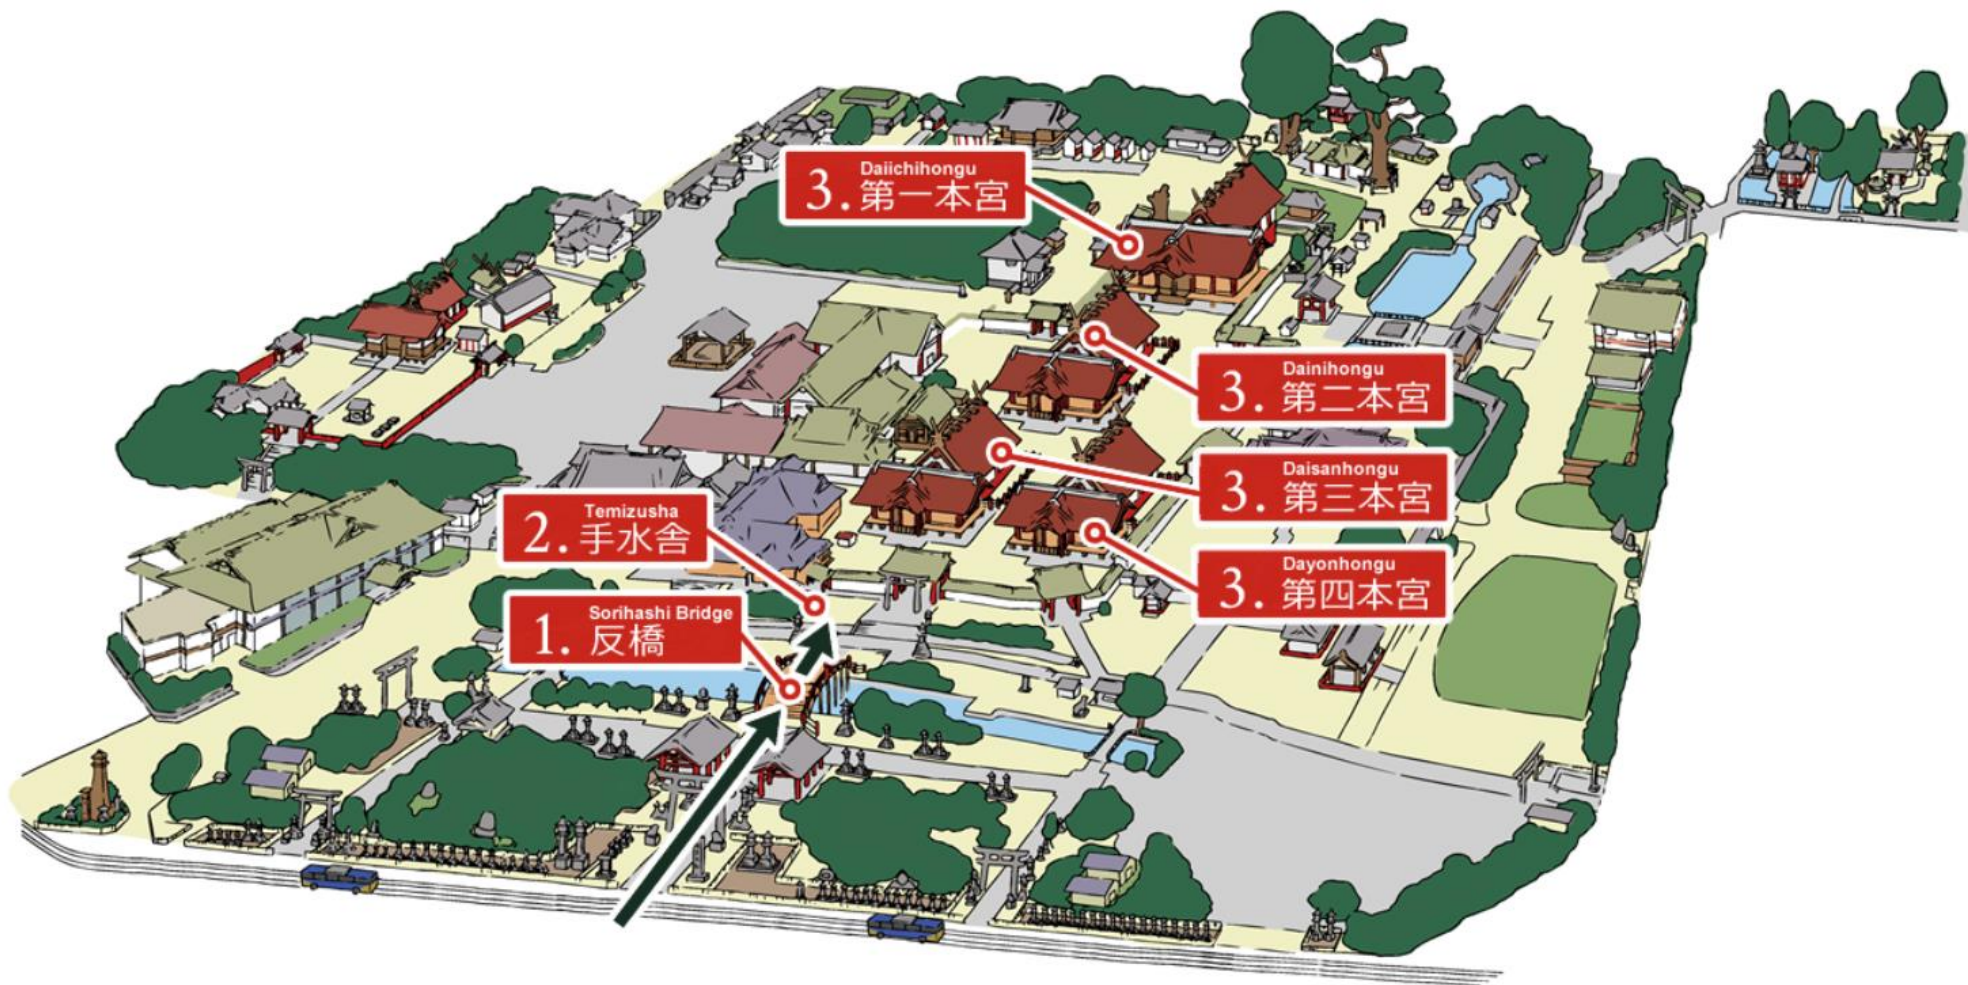 Daiichihongu
3. 第一本宮
Dainihongu
3. 第二本宮
Daisanhongu
3. 第三本宮
Temizusha
2. 手水舎
Dayonhongu
3. 第四本宮
Sorihashi Bridge
1. 反橋